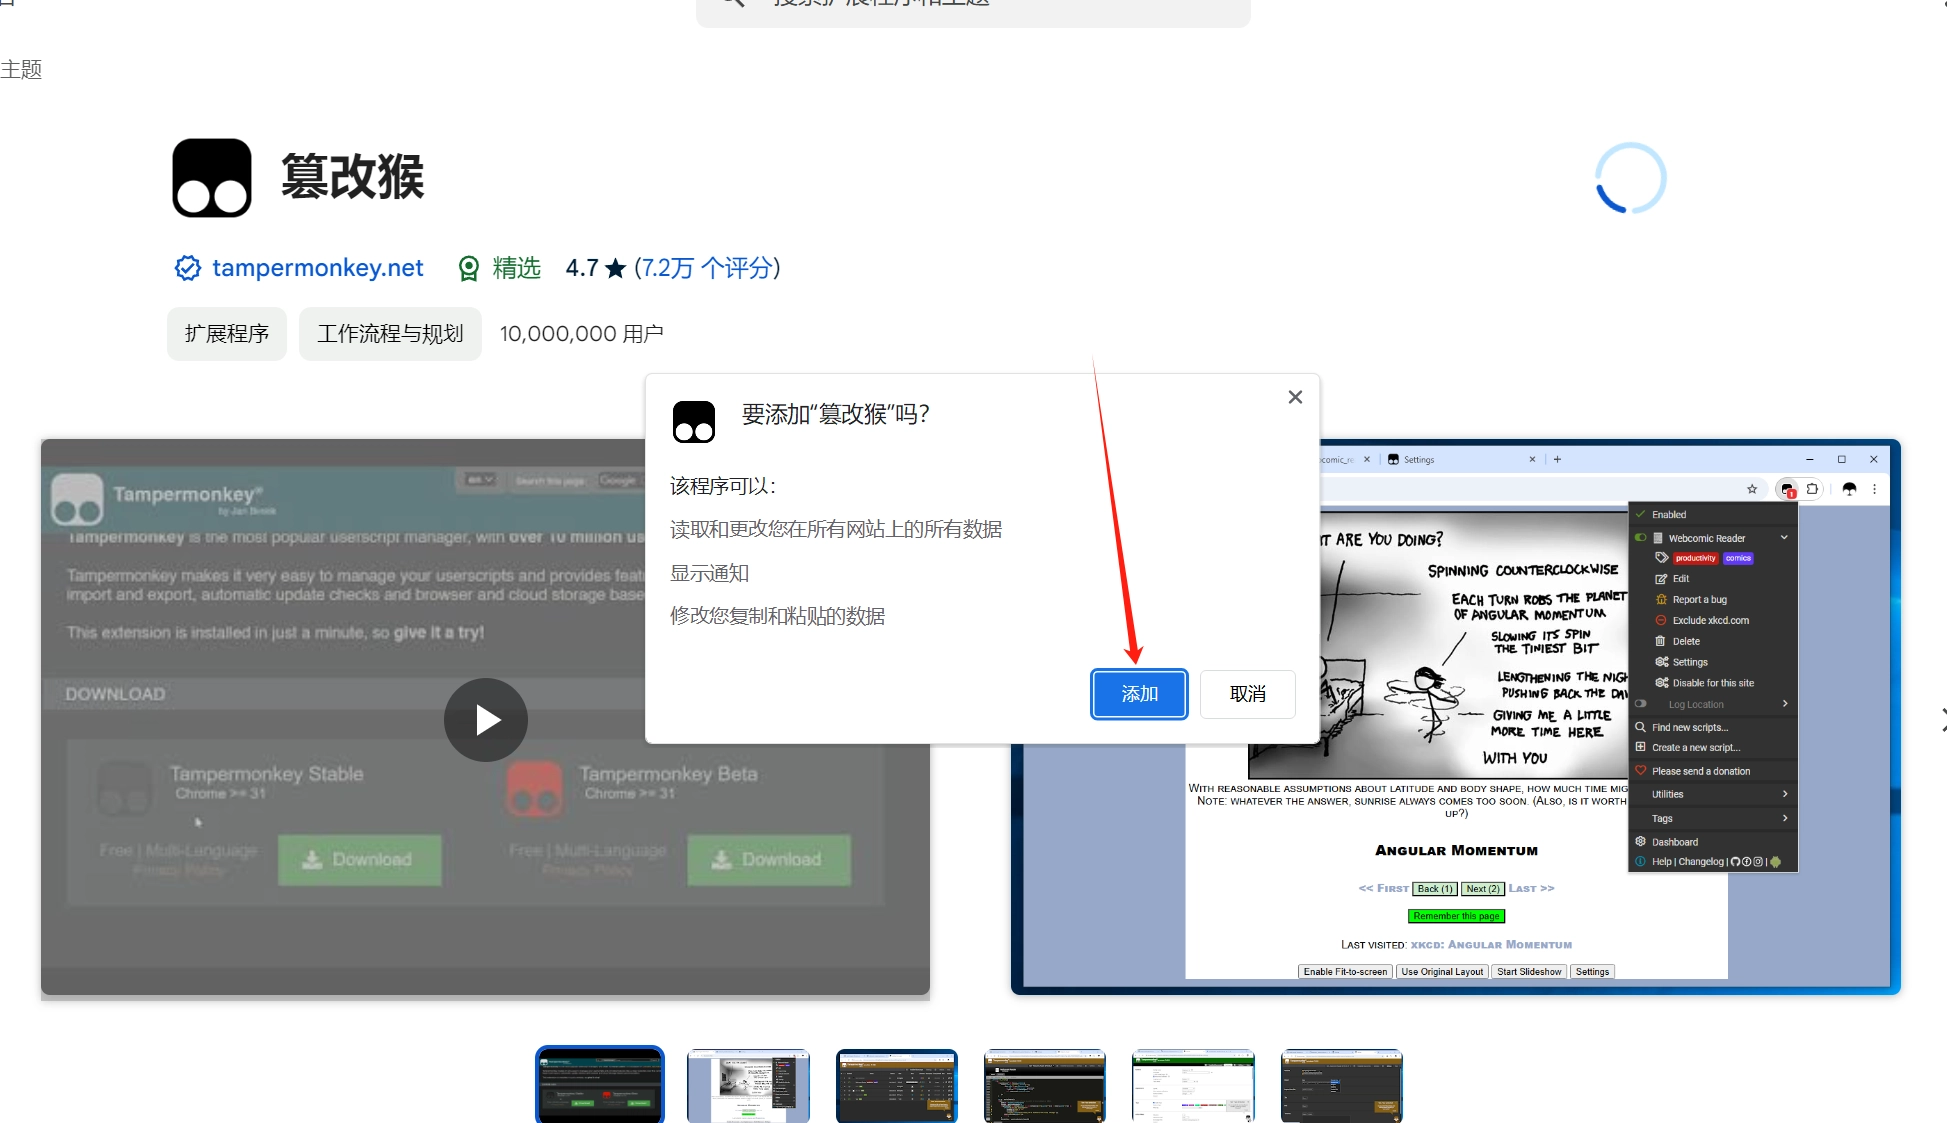 搜索扩展程序和主题
主题
篡改猴
tampermonkey.net
精选
4.7★ (7.2万 个评分)
扩展程序
工作流程与规划
10,000,000 用户
要添加“篡改猴”吗?
该程序可以:
读取和更改您在所有网站上的所有数据
显示通知
修改您复制和粘贴的数据
添加
取消
Tampermonkey®
by Jan Biniok
Search this page:
Google
Tampermonkey is the most popular userscript manager, with over 10 million us
Tampermonkey makes it very easy to manage your userscripts and provides feat
import and export, automatic update checks and browser and cloud storage base
This extension is installed in just a minute, so give it a try!
DOWNLOAD
Tampermonkey Stable
Chrome >= 31
Free | Multi-Language
Privacy Policy
Download
Tampermonkey Beta
Chrome >= 31
Free | Multi-Language
Privacy Policy
Download
Settings
T ARE YOU DOING?
SPINNING COUNTERCLOCKWISE
EACH TURN ROBS THE PLANET
OF ANGULAR MOMENTUM
SLOWING ITS SPIN
THE TINIEST BIT
LENGTHENING THE NIGH
PUSHING BACK THE DA
GIVING ME A LITTLE
MORE TIME HERE
WITH YOU
WITH REASONABLE ASSUMPTIONS ABOUT LATITUDE AND BODY SHAPE, HOW MUCH TIME MIG
NOTE: WHATEVER THE ANSWER, SUNRISE ALWAYS COMES TOO SOON. (ALSO, IS IT WORTH
UP?)
ANGULAR MOMENTUM
<< FIRST Back (1) Next (2) LAST >>
Remember this page
LAST VISITED: XKCD: ANGULAR MOMENTUM
Enable Fit-to-screen Use Original Layout Start Slideshow Settings
Enabled
Webcomic Reader
productivity comics
Edit
Report a bug
Exclude xkcd.com
Delete
Settings
Disable for this site
Log Location
Find new scripts...
Create a new script...
Please send a donation
Utilities
Tags
Dashboard
Help | Changelog |